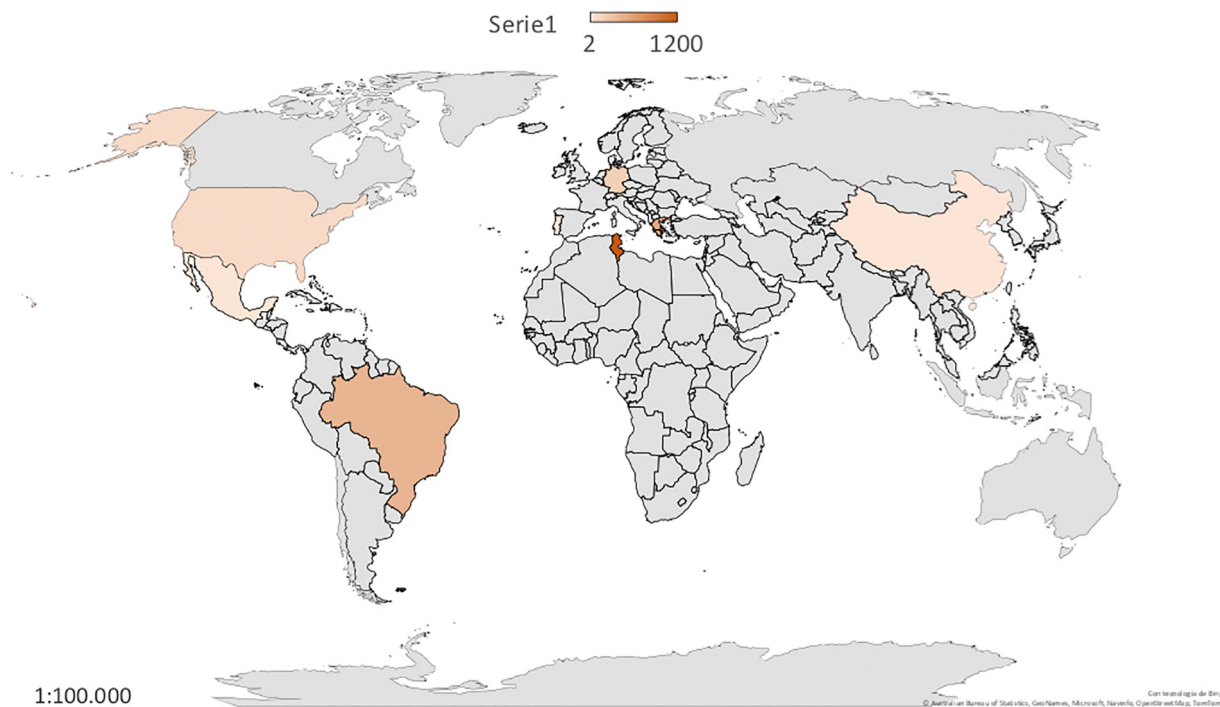 Serie1
2 1200
1:100.000
Con tecnología de Bing
© Australian Bureau of Statistics, GeoNames, Microsoft, Navinfo, OpenStreetMap, TomTom